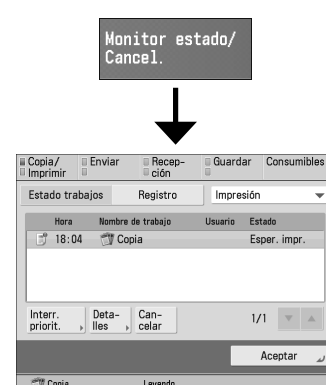 Monitor estado/
Cancel.
Copia/ Enviar Recep- Guardar Consumibles
Imprimir ción
Estado trabajos Registro Impresión
Hora Nombre de trabajo Usuario Estado
18:04 Copia Esper. impr.
Interr. Deta- Can-
priorit. lles celar 1/1
Aceptar
Copia Leyendo